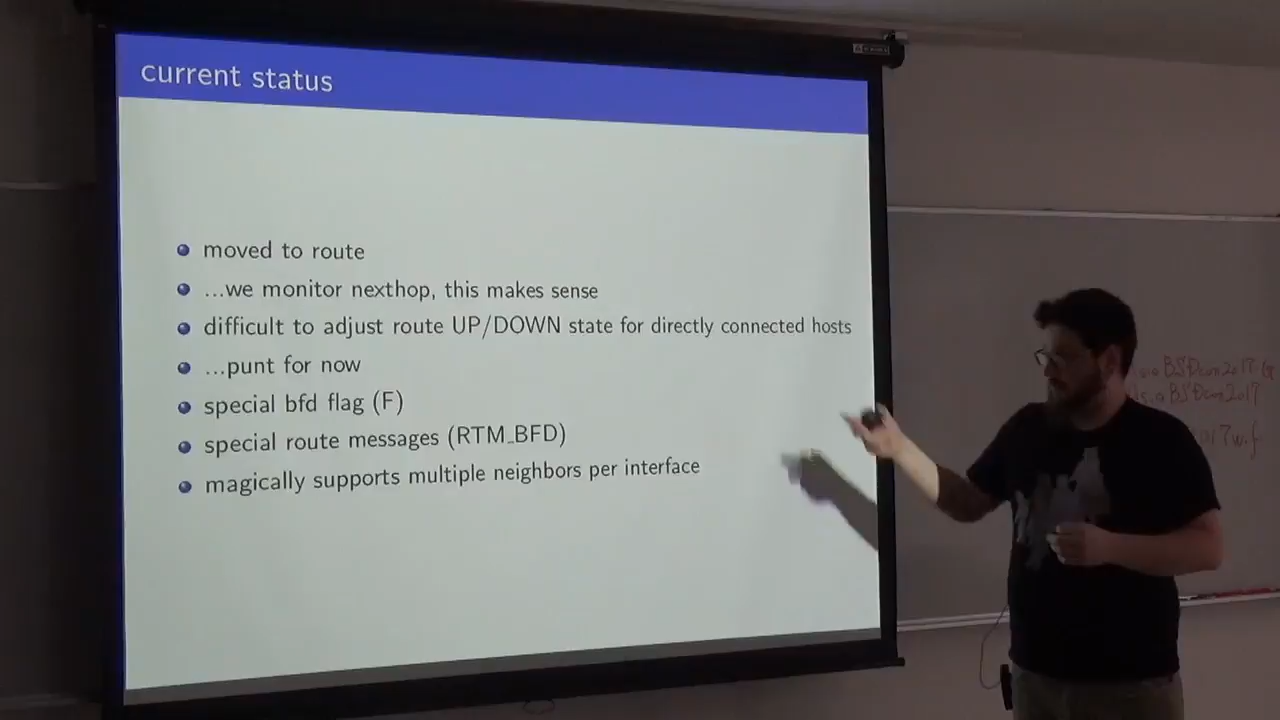 current status
moved to route
...we monitor nexthop, this makes sense
difficult to adjust route UP/DOWN state for directly connected hosts
...punt for now
special bfd flag (F)
special route messages (RTM_BFD)
magically supports multiple neighbors per interface
BSDcan2017
BSDcan2017